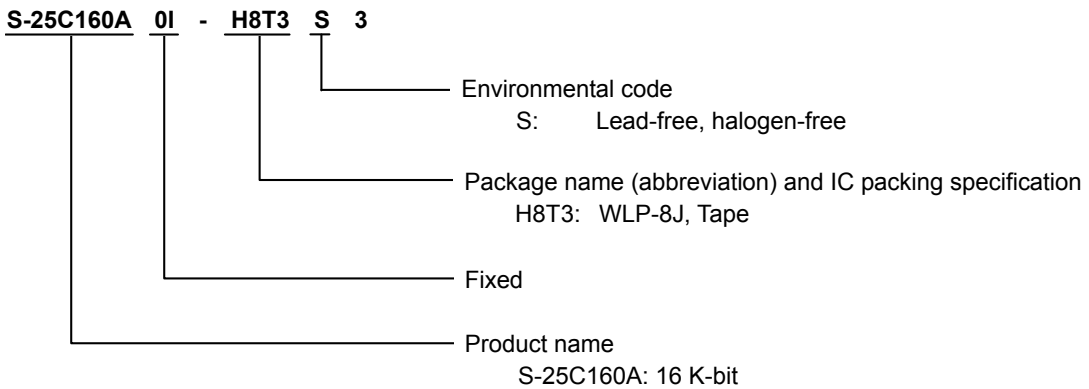 S-25C160A 0I - H8T3 S 3
Environmental code
S: Lead-free, halogen-free
Package name (abbreviation) and IC packing specification
H8T3: WLP-8J, Tape
Fixed
Product name
S-25C160A: 16 K-bit